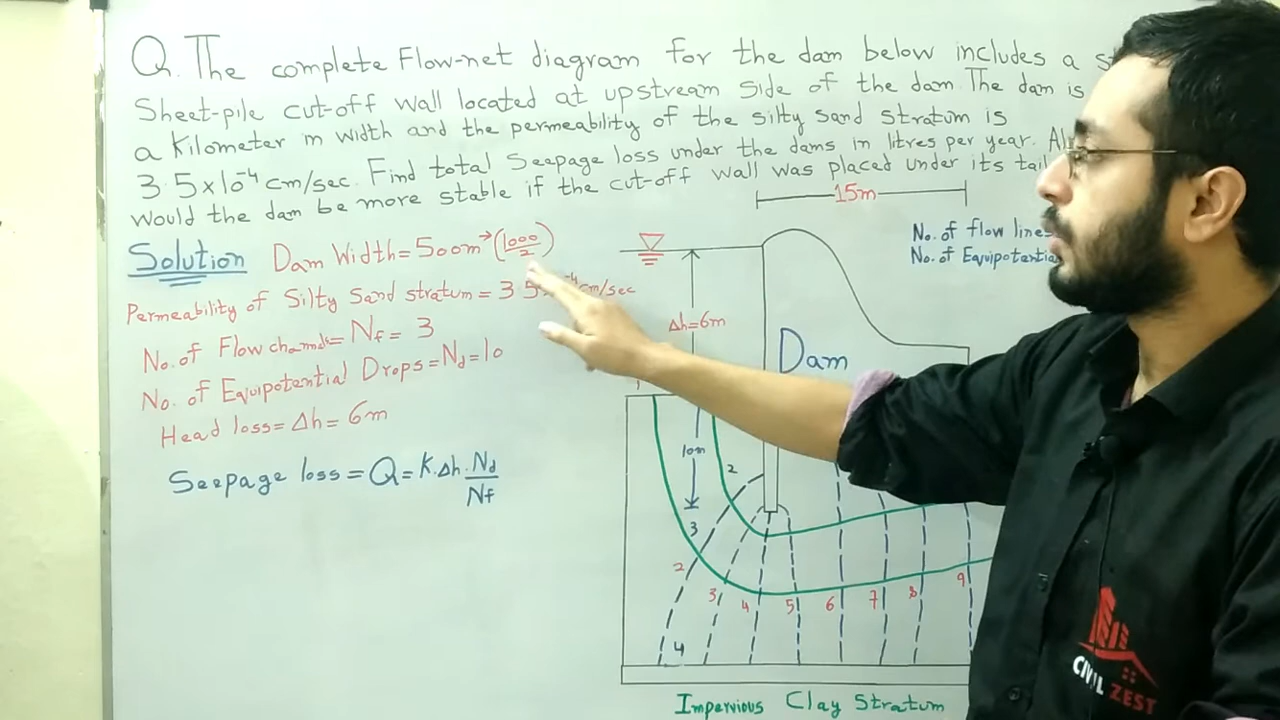 Q. The complete Flow-net diagram for the dam below includes a
Sheet-pile cut-off wall located at upstream side of the dam The dam is
a Kilometer in width and the permeability of the silty sand stratum is
3.5x10⁻⁴ cm/sec. Find total seepage loss under the dams in litres per year.
Would the dam be more stable if the cut-off wall was placed under its
15m
No. of flow lines
No. of
Solution Dam Width = 500m → (1000/2)
Permeability of Silty Sand stratum = 3.5 cm/sec
No. of Flow = Nf = 3
No. of Equipotential Drops = Nd = 10
Head loss = Δh = 6m
Seepage loss = Q = K.Δh. Nd/Nf
Δh=6m
Dam
1
10m
2
3
2
3
4
5
6
7
8
9
4
Impervious Clay Stratum
CIVIL ZEST